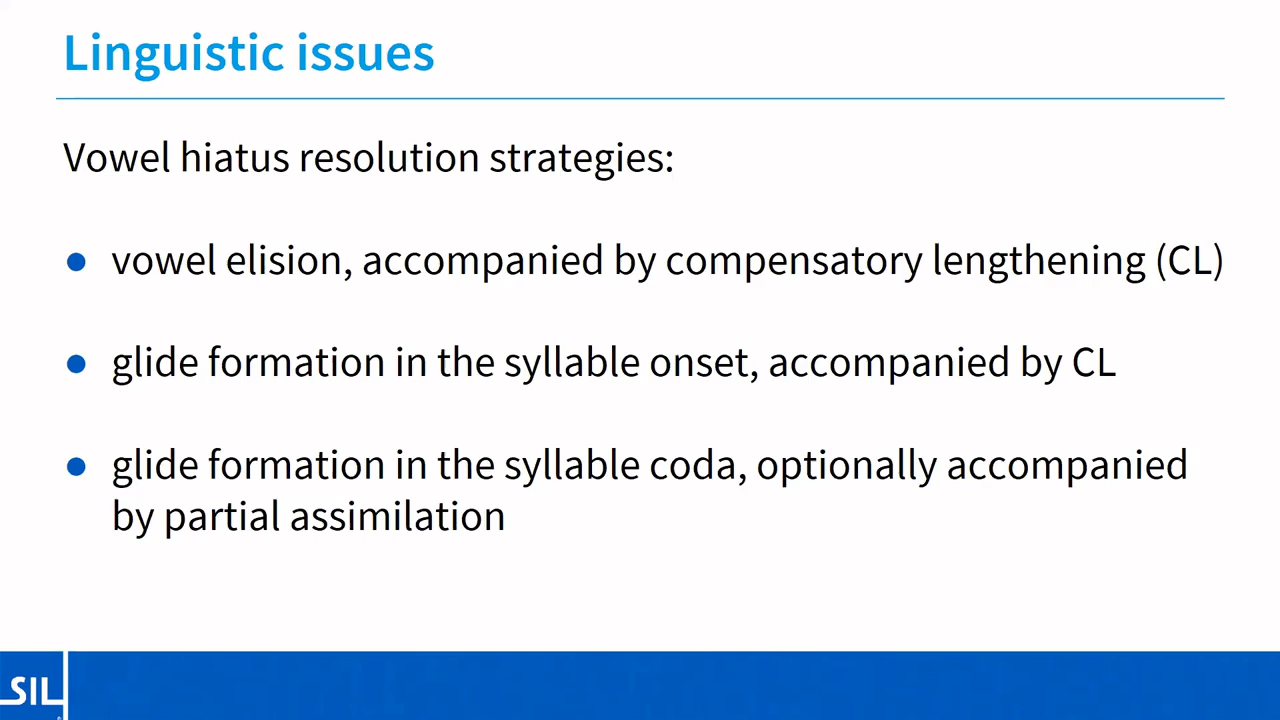 Linguistic issues
Vowel hiatus resolution strategies:
● vowel elision, accompanied by compensatory lengthening (CL)
● glide formation in the syllable onset, accompanied by CL
● glide formation in the syllable coda, optionally accompanied
by partial assimilation
SIL